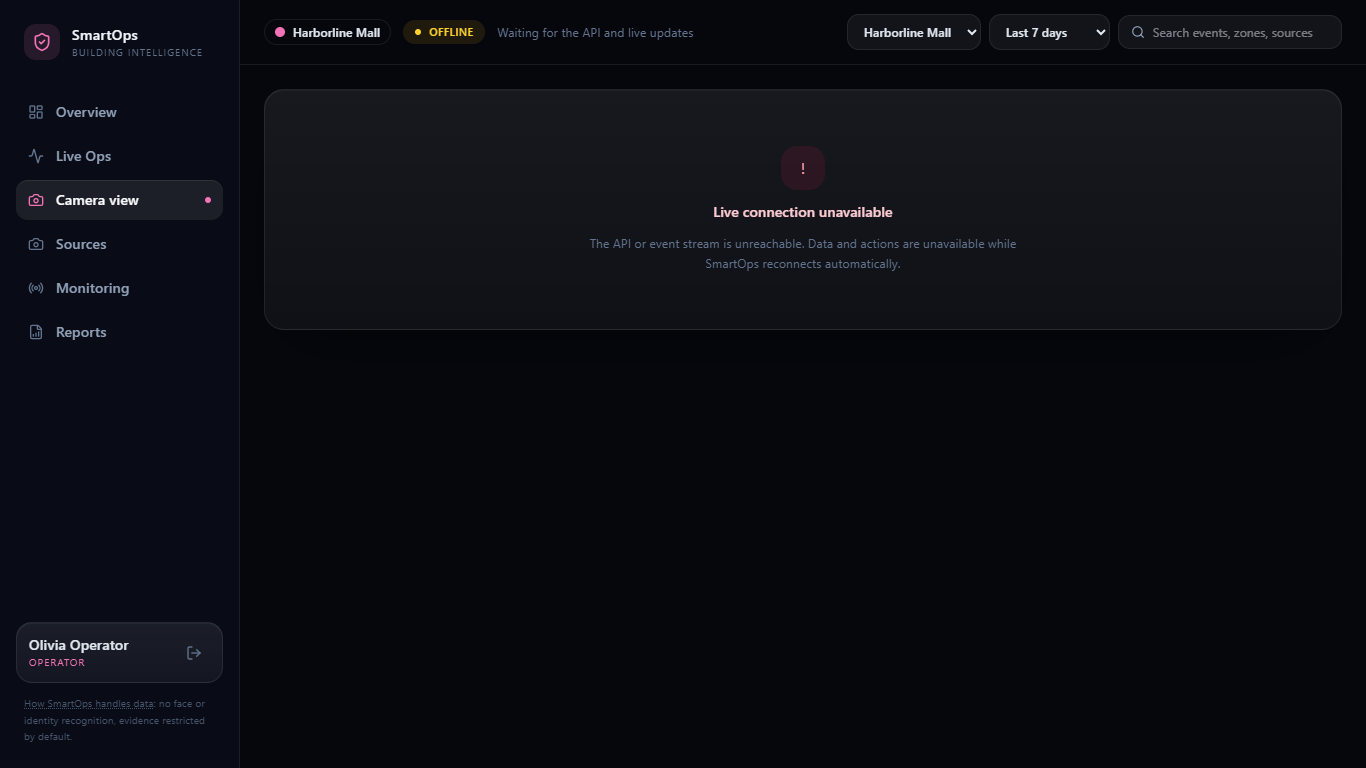 SmartOps
BUILDING INTELLIGENCE
Overview
Live Ops
Camera view
Sources
Monitoring
Reports
Olivia Operator
OPERATOR
How SmartOps handles data: no face or
identity recognition, evidence restricted
by default.
Harborline Mall
OFFLINE
Waiting for the API and live updates
Harborline Mall
Last 7 days
Search events, zones, sources
!
Live connection unavailable
The API or event stream is unreachable. Data and actions are unavailable while
SmartOps reconnects automatically.